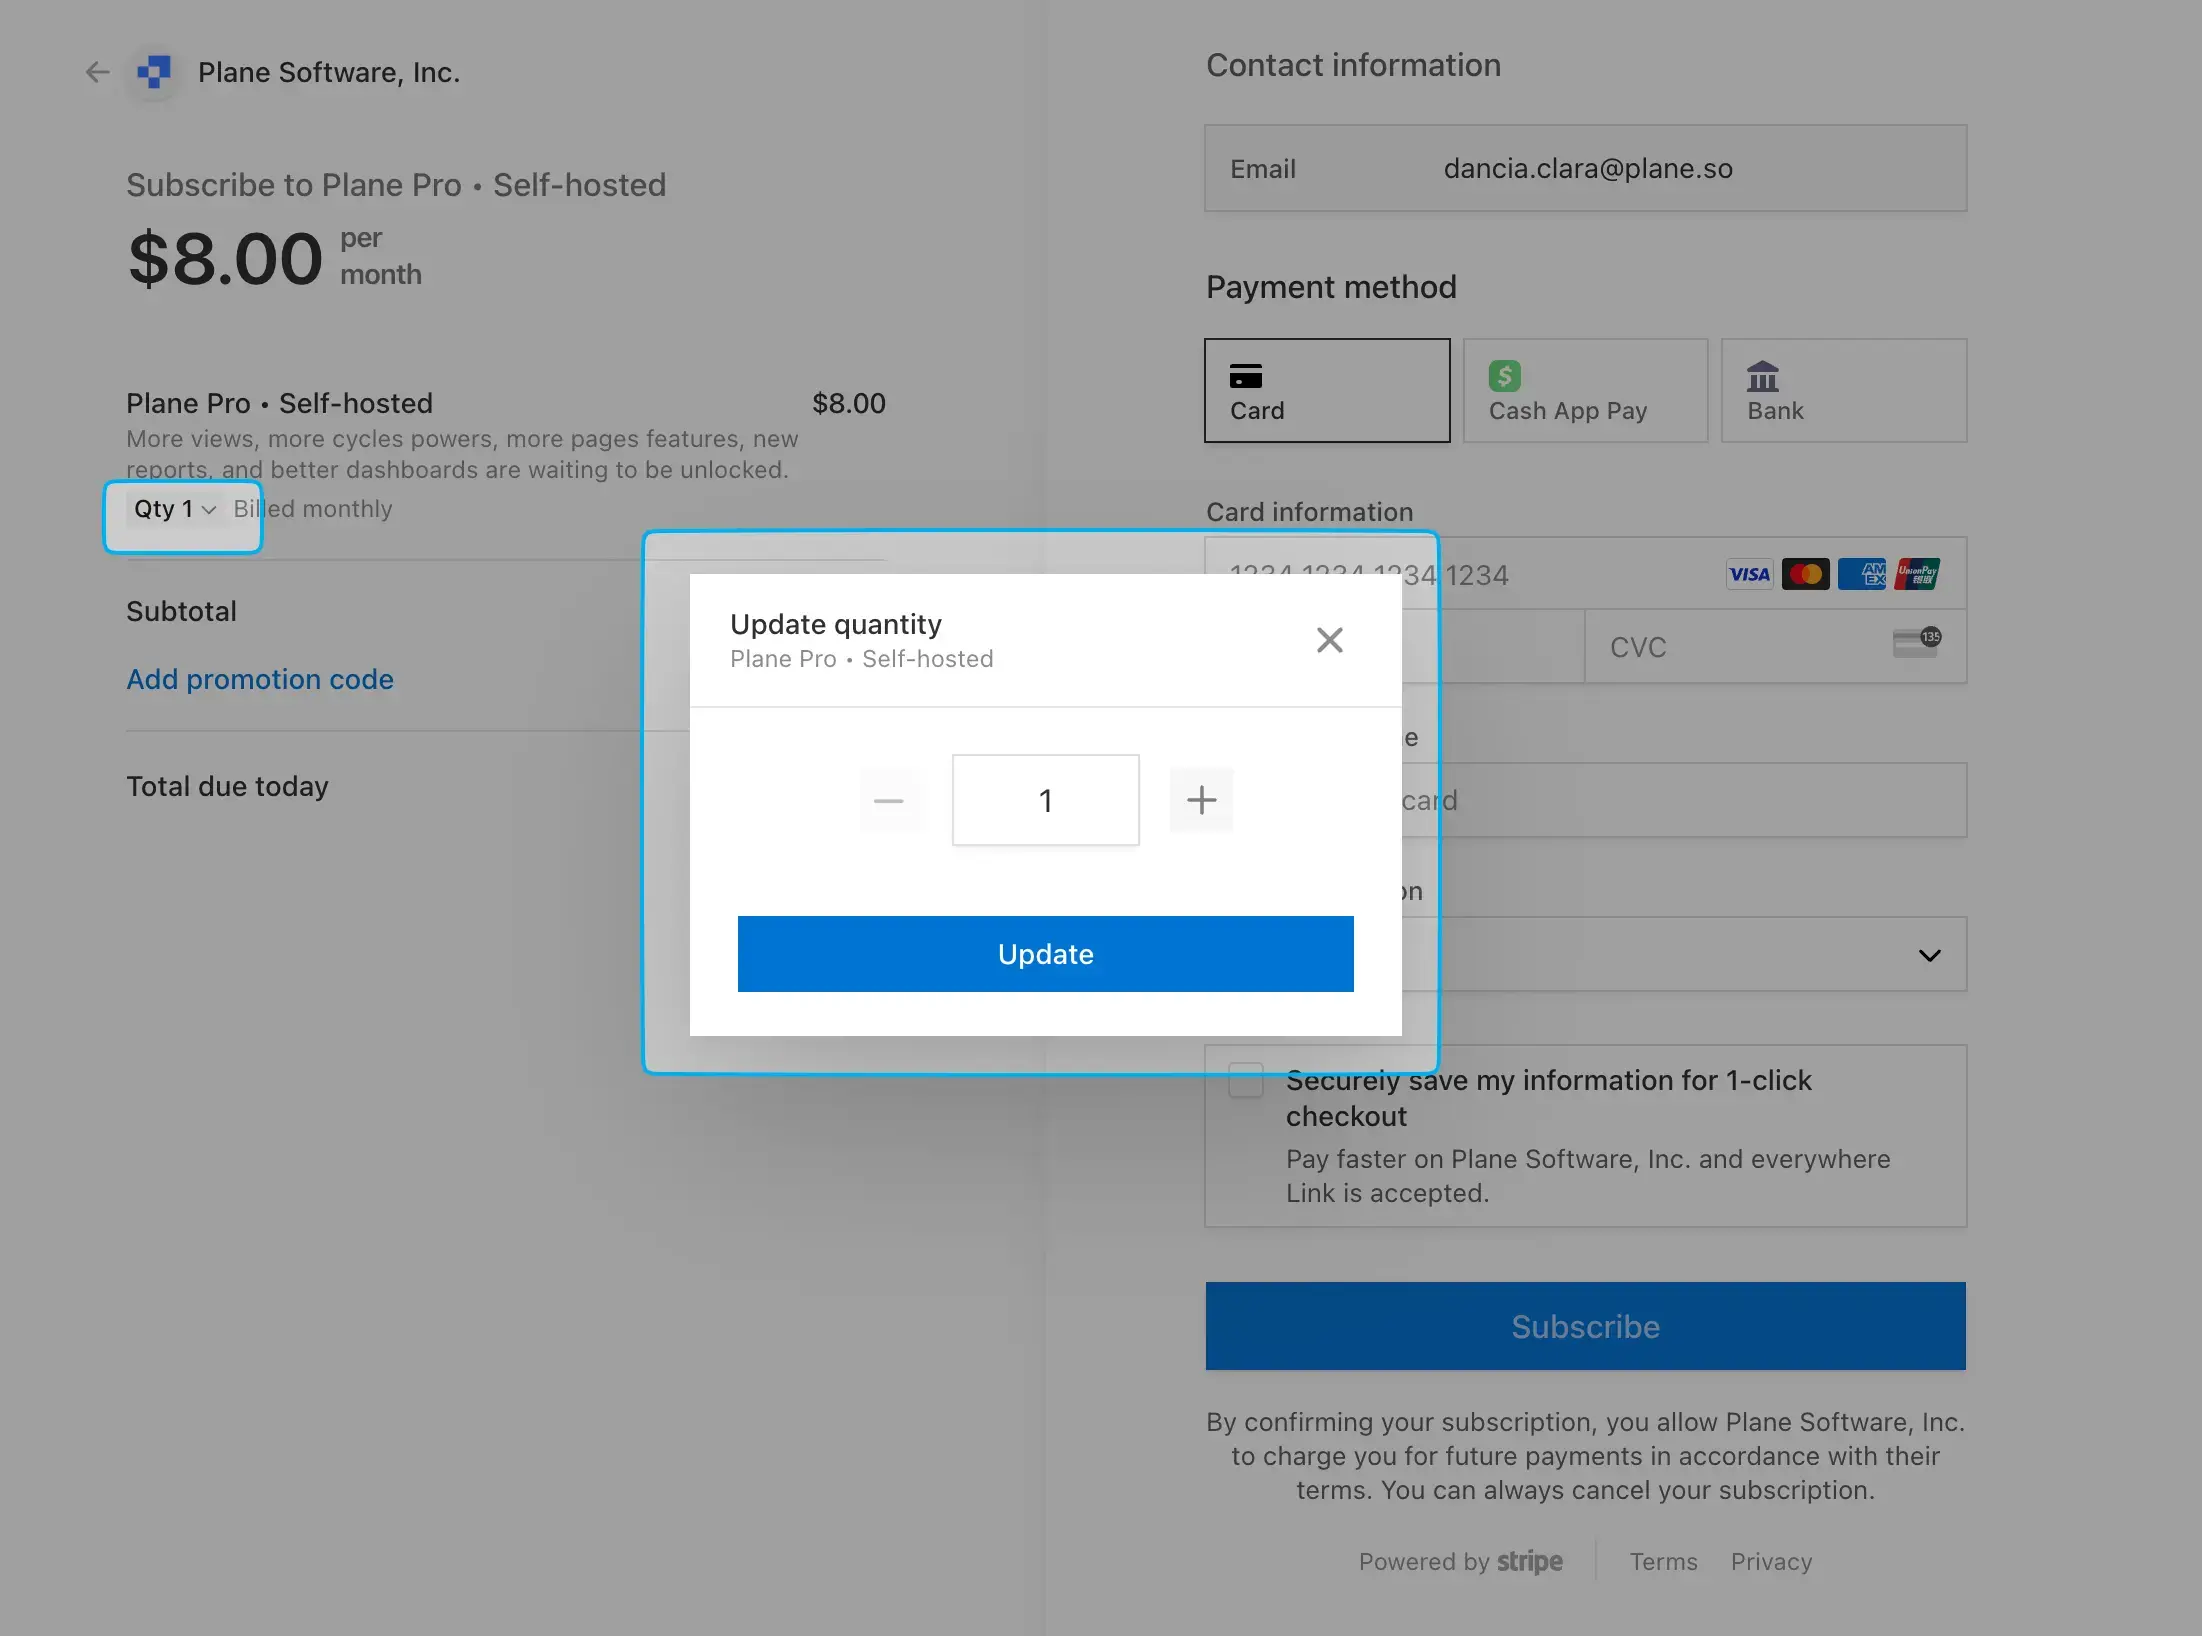 Plane Software, Inc.
Subscribe to Plane Pro • Self-hosted
$8.00 per
month
Plane Pro • Self-hosted $8.00
More views, more cycles powers, more pages features, new
reports, and better dashboards are waiting to be unlocked.
Qty 1 Billed monthly
Subtotal
Add promotion code
Total due today
Update quantity
Plane Pro • Self-hosted
1
Update
Contact information
Email dancia.clara@plane.so
Payment method
Card
Cash App Pay
Bank
Card information
1234 1234 1234 1234
VISA
AM
EX
UnionPay
银联
CVC
135
e
card
on
Securely save my information for 1-click
checkout
Pay faster on Plane Software, Inc. and everywhere
Link is accepted.
Subscribe
By confirming your subscription, you allow Plane Software, Inc.
to charge you for future payments in accordance with their
terms. You can always cancel your subscription.
Powered by stripe Terms Privacy